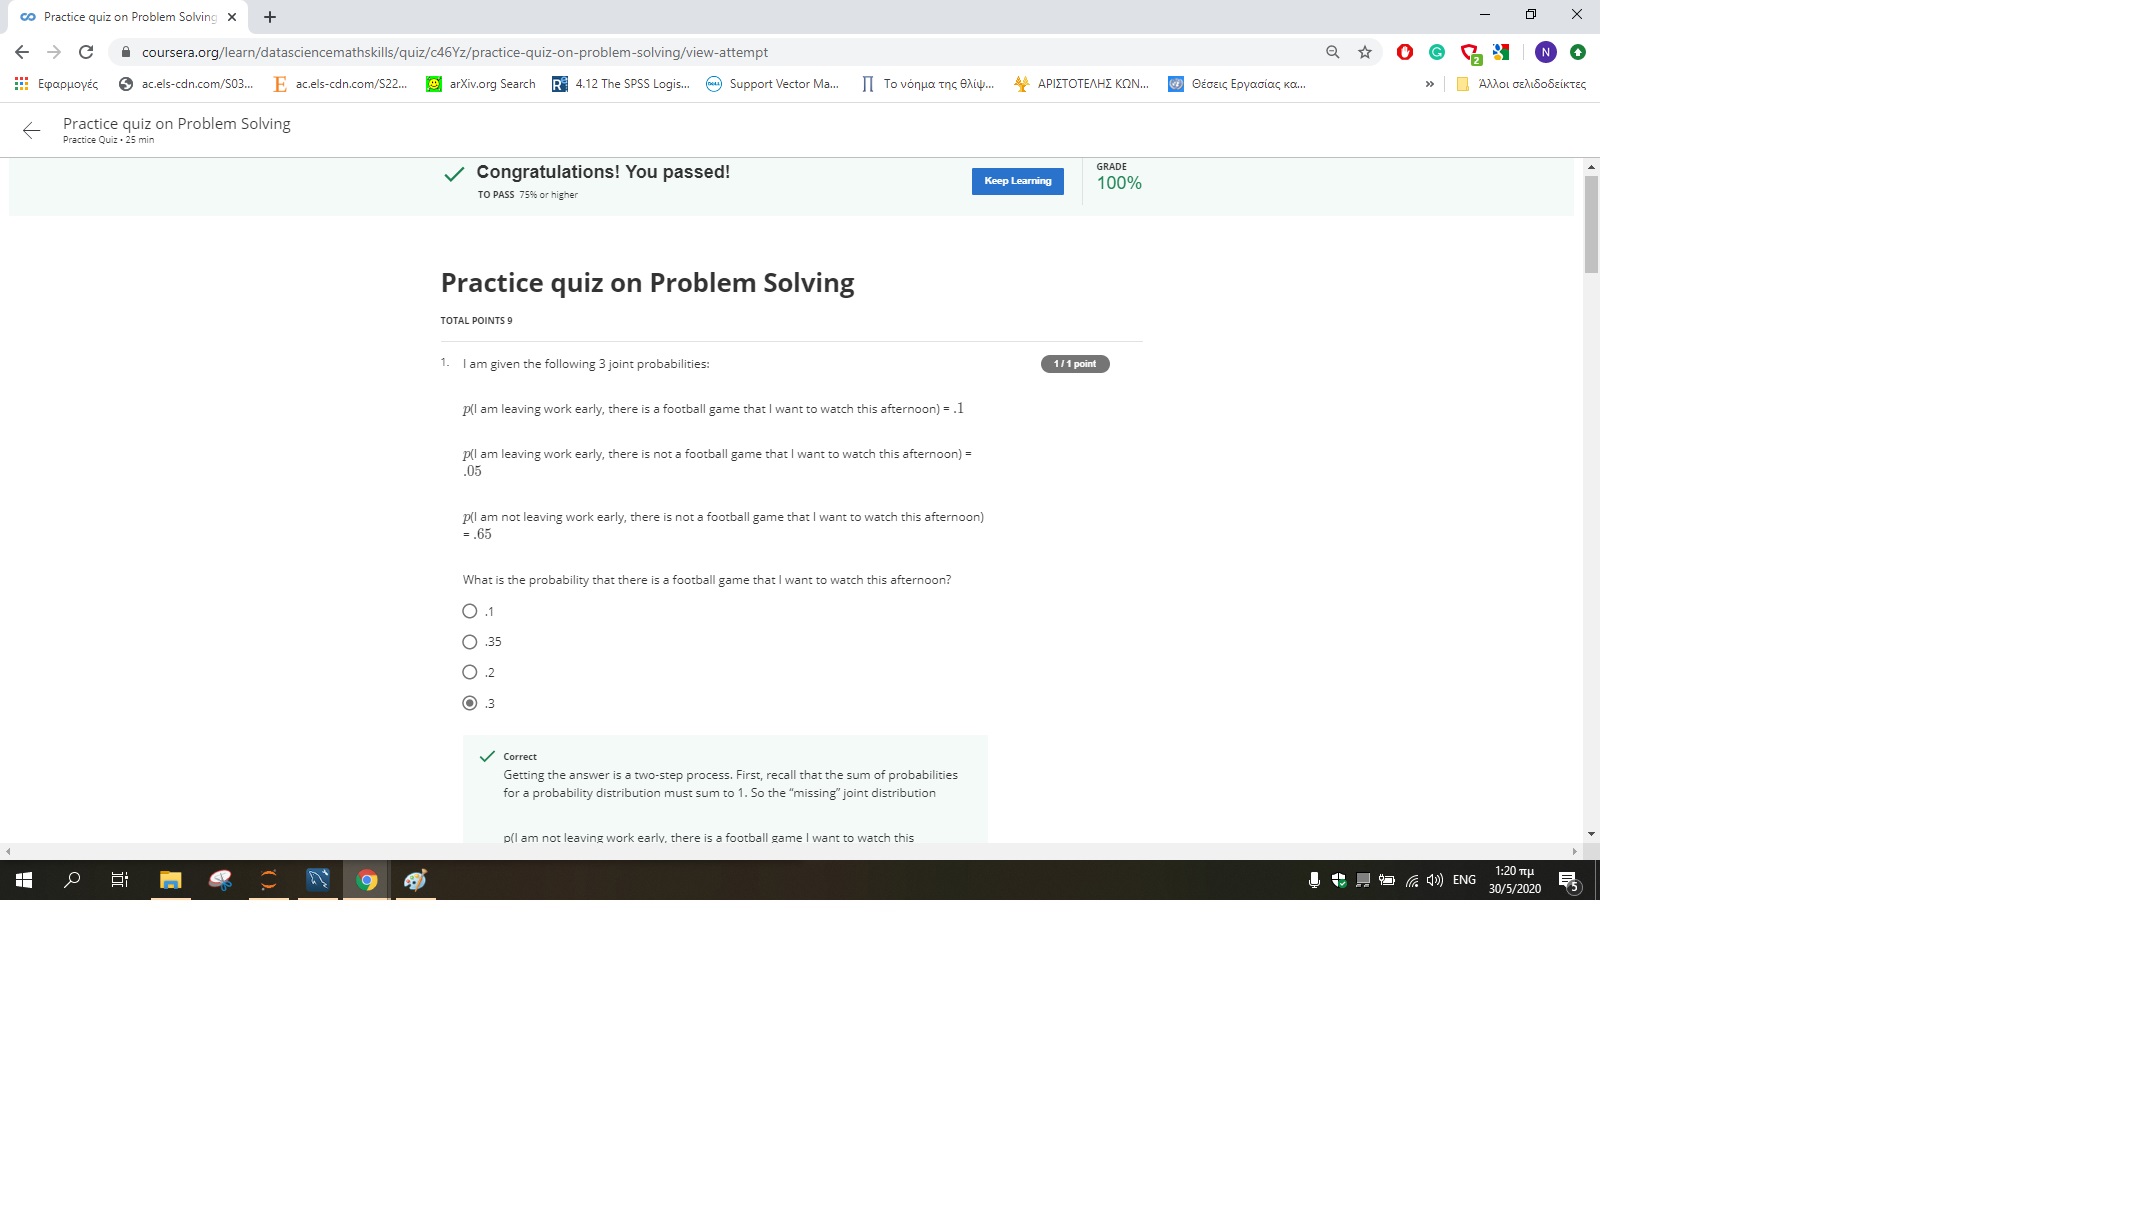 Practice quiz on Problem Solving
coursera.org/learn/datasciencemathskills/quiz/c46Yz/practice-quiz-on-problem-solving/view-attempt
2
N
Εφαρμογές
ac.els-cdn.com/S03...
E ac.els-cdn.com/S22...
arXiv.org Search
4.12 The SPSS Logis...
Support Vector Ma...
Π Το νόημα της θλίψ...
ΑΡΙΣΤΟΤΕΛΗΣ ΚΩΝ...
Θέσεις Εργασίας κα...
»
Άλλοι σελιδοδείκτες
Practice quiz on Problem Solving
Practice Quiz • 25 min
Congratulations! You passed!
TO PASS 75% or higher
Keep Learning
GRADE
100%
Practice quiz on Problem Solving
TOTAL POINTS 9
1. I am given the following 3 joint probabilities:
1 / 1 point
p(I am leaving work early, there is a football game that I want to watch this afternoon) = .1
p(I am leaving work early, there is not a football game that I want to watch this afternoon) =
.05
p(I am not leaving work early, there is not a football game that I want to watch this afternoon)
= .65
What is the probability that there is a football game that I want to watch this afternoon?
.1
.35
.2
.3
Correct
Getting the answer is a two-step process. First, recall that the sum of probabilities
for a probability distribution must sum to 1. So the “missing” joint distribution
p(I am not leaving work early, there is a football game I want to watch this
ENG
1:20 πμ
30/5/2020
5